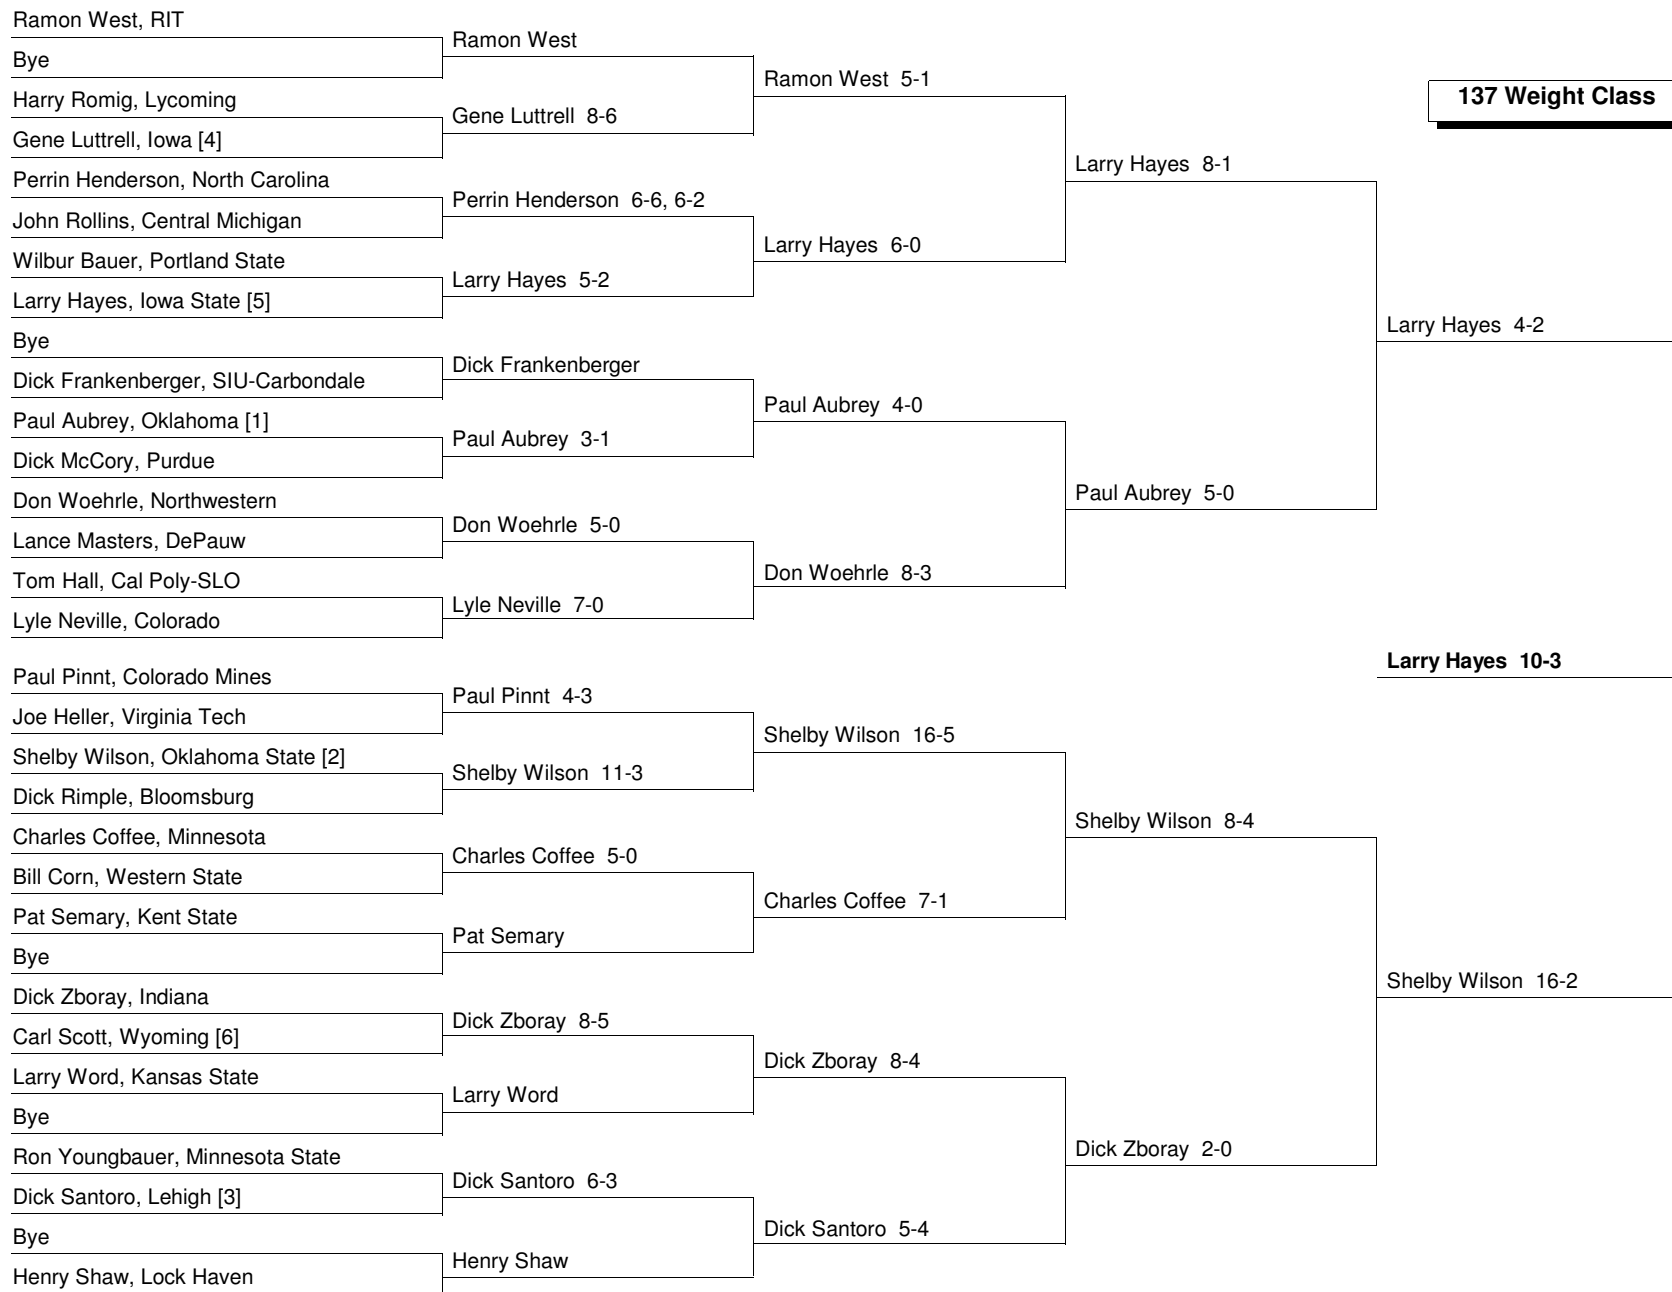 Ramon West, RIT
Bye
Harry Romig, Lycoming
Gene Luttrell, Iowa [4]
Perrin Henderson, North Carolina
John Rollins, Central Michigan
Wilbur Bauer, Portland State
Larry Hayes, Iowa State [5]
Bye
Dick Frankenberger, SIU-Carbondale
Paul Aubrey, Oklahoma [1]
Dick McCory, Purdue
Don Woehrle, Northwestern
Lance Masters, DePauw
Tom Hall, Cal Poly-SLO
Lyle Neville, Colorado
Paul Pinnt, Colorado Mines
Joe Heller, Virginia Tech
Shelby Wilson, Oklahoma State [2]
Dick Rimple, Bloomsburg
Charles Coffee, Minnesota
Bill Corn, Western State
Pat Semary, Kent State
Bye
Dick Zboray, Indiana
Carl Scott, Wyoming [6]
Larry Word, Kansas State
Bye
Ron Youngbauer, Minnesota State
Dick Santoro, Lehigh [3]
Bye
Henry Shaw, Lock Haven
Ramon West
Gene Luttrell 8-6
Perrin Henderson 6-6, 6-2
Larry Hayes 5-2
Dick Frankenberger
Paul Aubrey 3-1
Don Woehrle 5-0
Lyle Neville 7-0
Paul Pinnt 4-3
Shelby Wilson 11-3
Charles Coffee 5-0
Pat Semary
Dick Zboray 8-5
Larry Word
Dick Santoro 6-3
Henry Shaw
Ramon West 5-1
Larry Hayes 6-0
Paul Aubrey 4-0
Don Woehrle 8-3
Shelby Wilson 16-5
Charles Coffee 7-1
Dick Zboray 8-4
Dick Santoro 5-4
Larry Hayes 8-1
Paul Aubrey 5-0
Shelby Wilson 8-4
Dick Zboray 2-0
137 Weight Class
Larry Hayes 4-2
Larry Hayes 10-3
Shelby Wilson 16-2